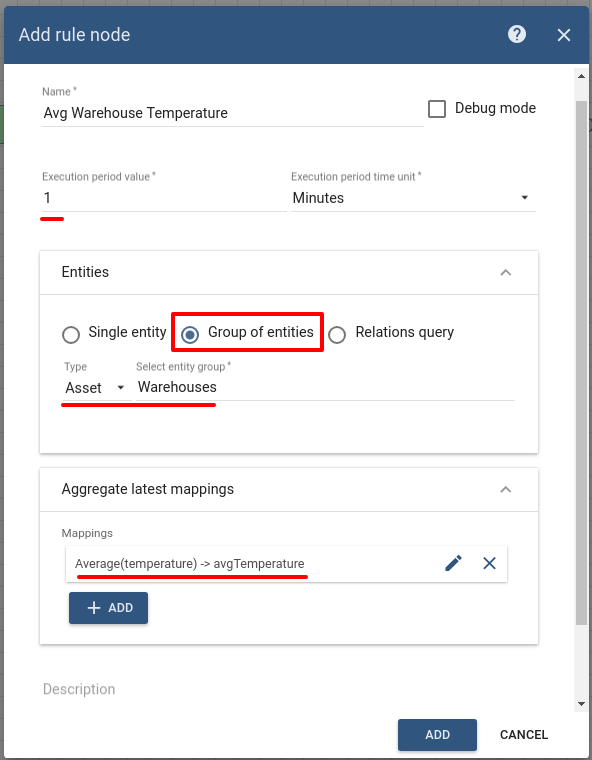 Add rule node ?
Name *
Avg Warehouse Temperature
Debug mode
Execution period value * Execution period time unit *
1 Minutes
Entities
Single entity Group of entities Relations query
Type Select entity group *
Asset Warehouses
Aggregate latest mappings
Mappings
Average(temperature) -> avgTemperature
+ ADD
Description
ADD CANCEL